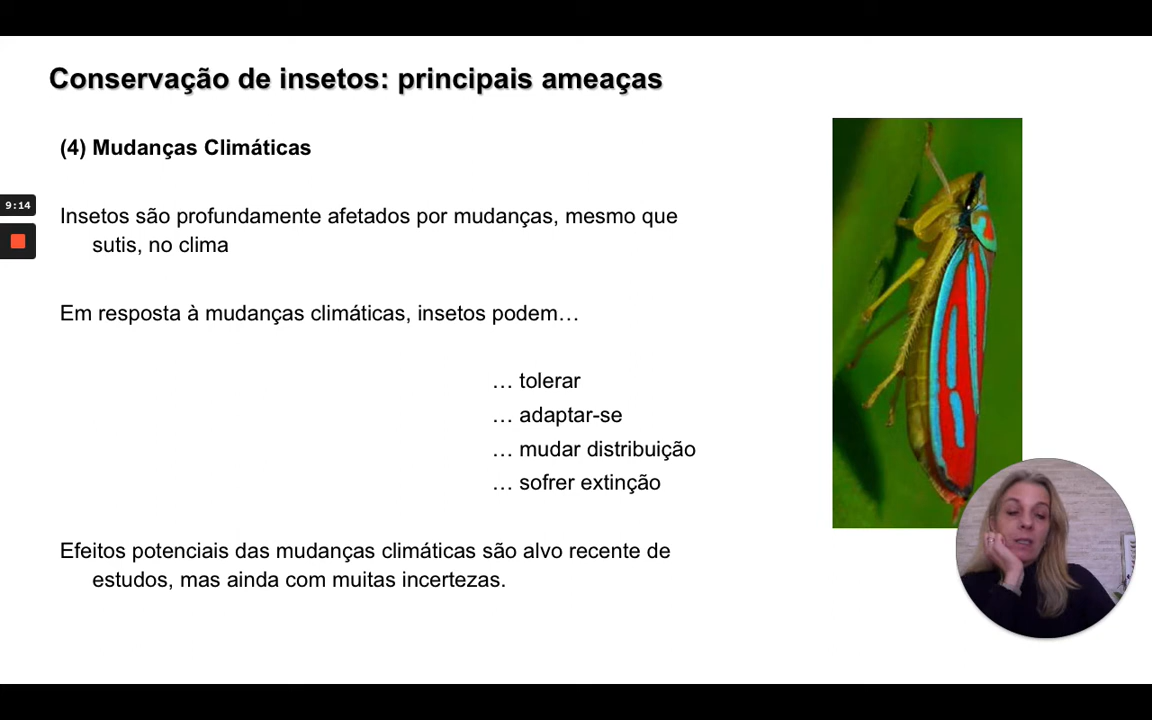 Conservação de insetos: principais ameaças
(4) Mudanças Climáticas
9:14
Insetos são profundamente afetados por mudanças, mesmo que
sutis, no clima
Em resposta à mudanças climáticas, insetos podem…
… tolerar
… adaptar-se
… mudar distribuição
… sofrer extinção
Efeitos potenciais das mudanças climáticas são alvo recente de
estudos, mas ainda com muitas incertezas.